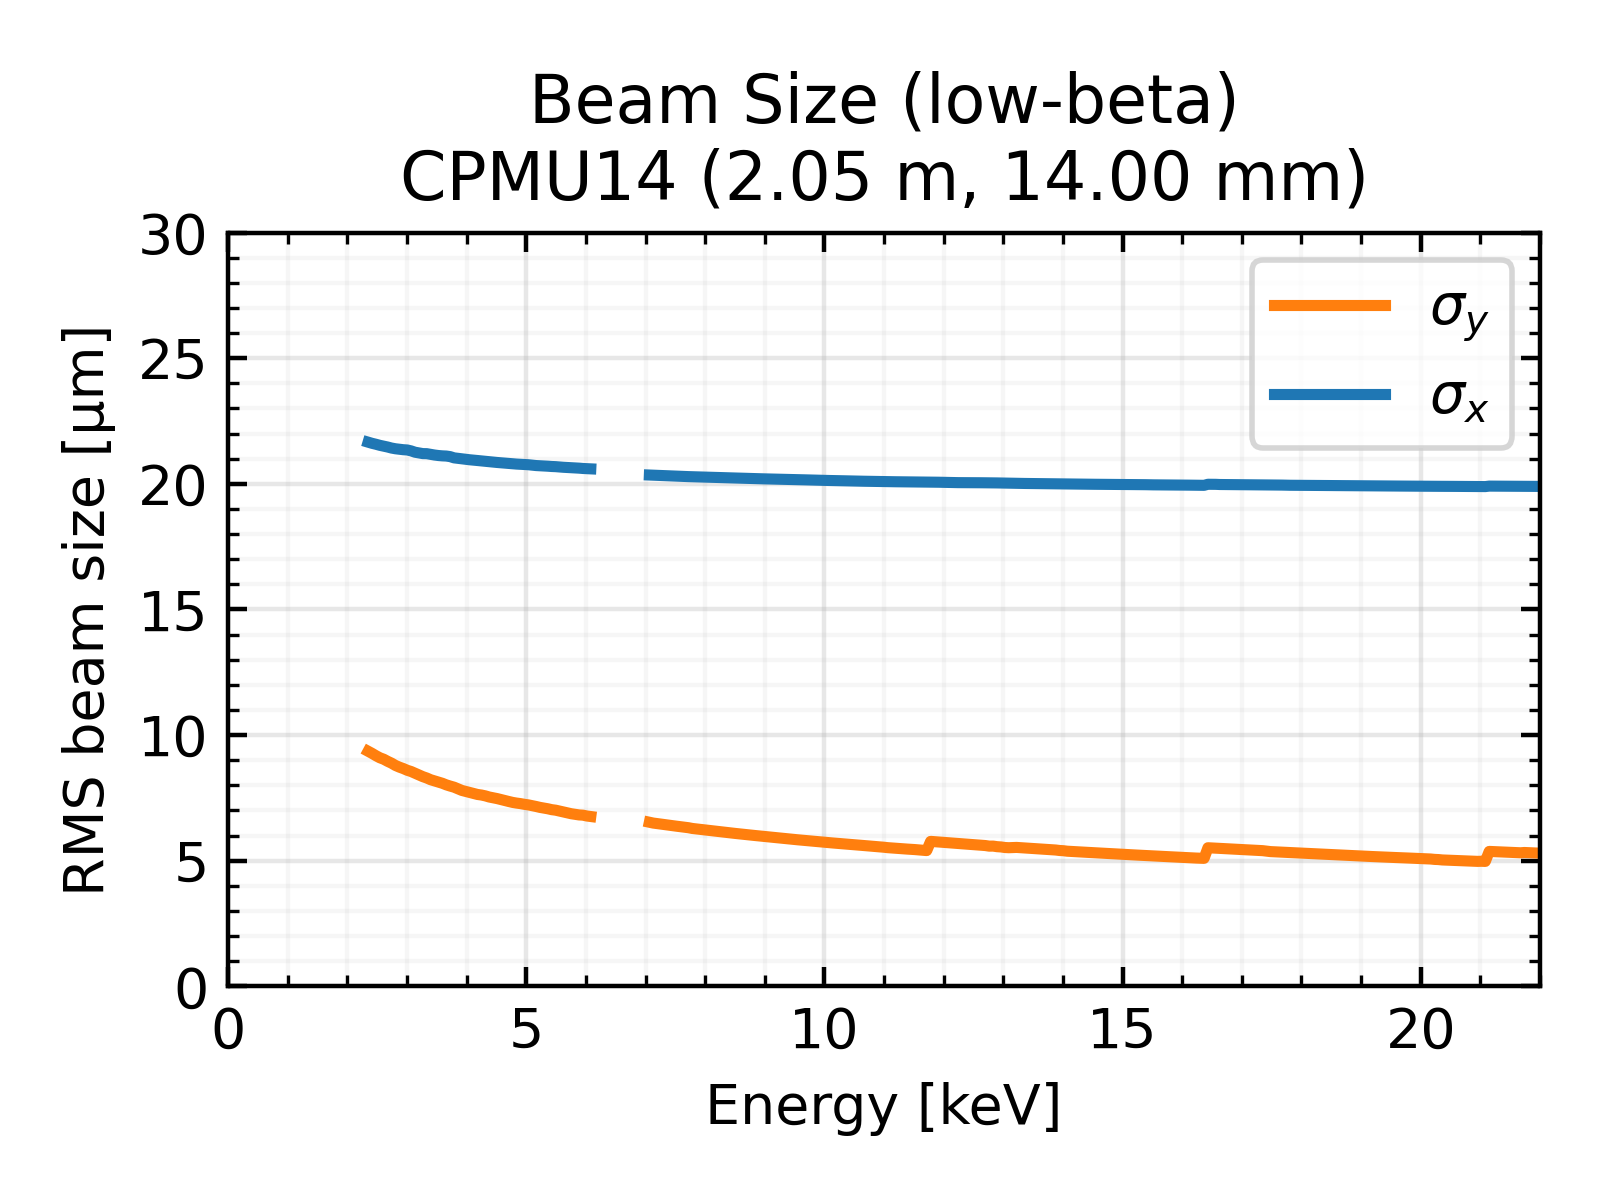 Beam Size (low-beta)
CPMU14 (2.05 m, 14.00 mm)
30
25
20
15
10
5
0
RMS beam size [µm]
σy
σx
0 5 10 15 20
Energy [keV]